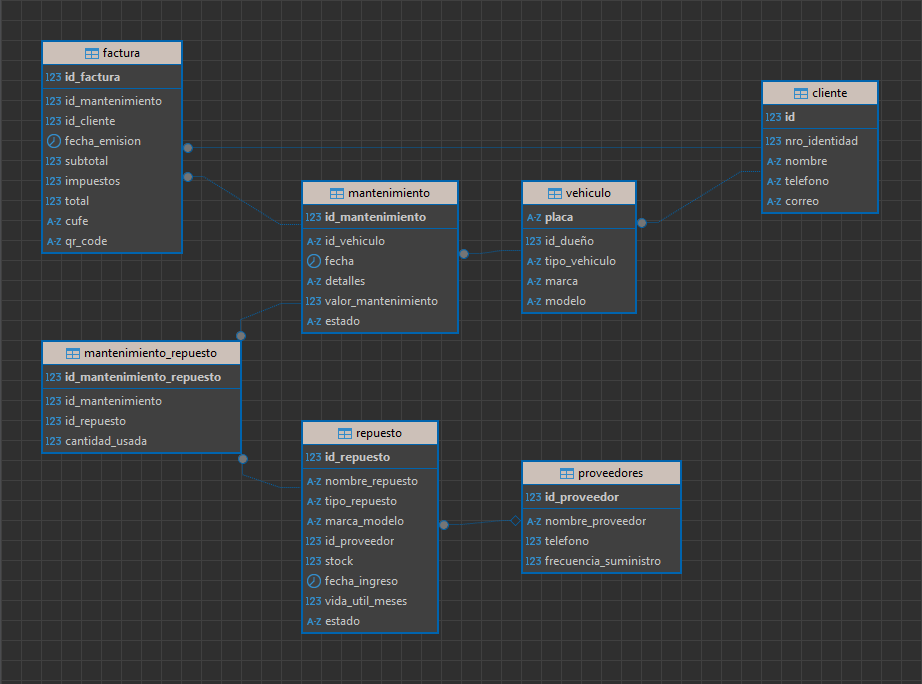 factura
123 id_factura
123 id_mantenimiento
123 id_cliente
fecha_emision
123 subtotal
123 impuestos
123 total
A-Z cufe
A-Z qr_code
cliente
123 id
123 nro_identidad
A-Z nombre
A-Z telefono
A-Z correo
mantenimiento
123 id_mantenimiento
A-Z id_vehiculo
fecha
A-Z detalles
123 valor_mantenimiento
A-Z estado
vehiculo
A-Z placa
123 id_dueño
A-Z tipo_vehiculo
A-Z marca
A-Z modelo
mantenimiento_repuesto
123 id_mantenimiento_repuesto
123 id_mantenimiento
123 id_repuesto
123 cantidad_usada
repuesto
123 id_repuesto
A-Z nombre_repuesto
A-Z tipo_repuesto
A-Z marca_modelo
123 id_proveedor
123 stock
fecha_ingreso
123 vida_util_meses
A-Z estado
proveedores
123 id_proveedor
A-Z nombre_proveedor
123 telefono
123 frecuencia_suministro